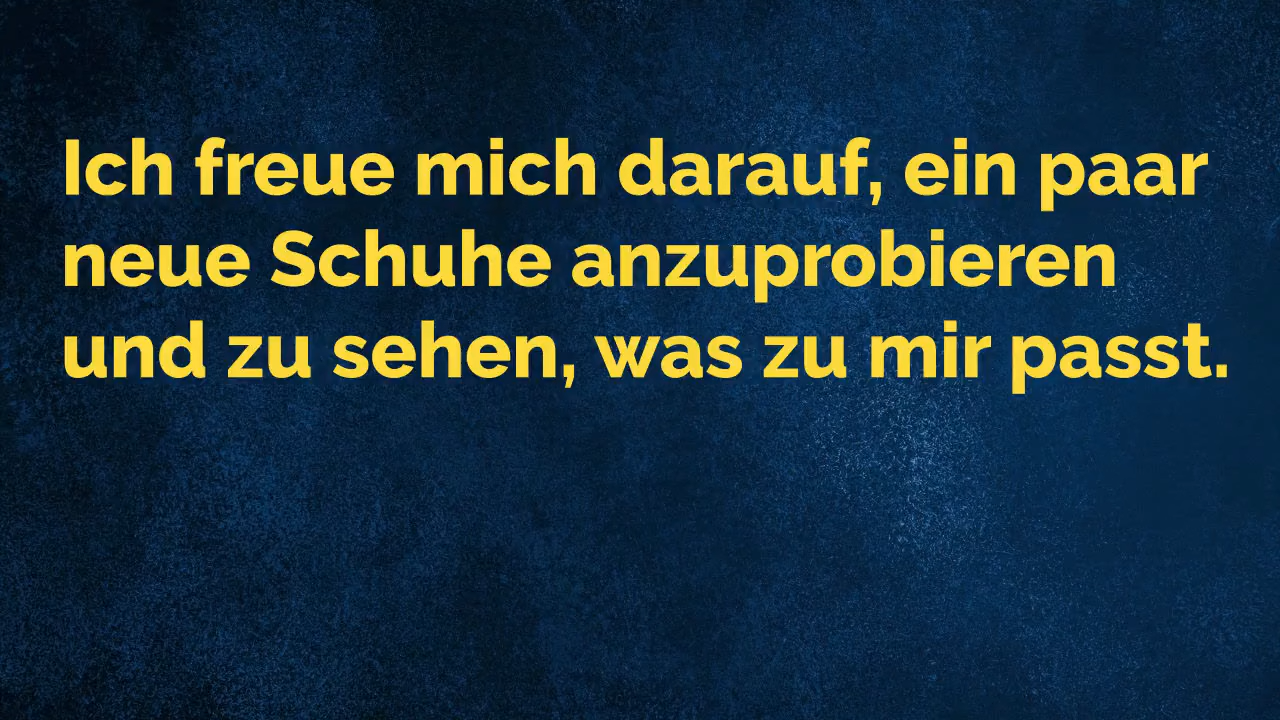 Ich freue mich darauf, ein paar
neue Schuhe anzuprobieren
und zu sehen, was zu mir passt.